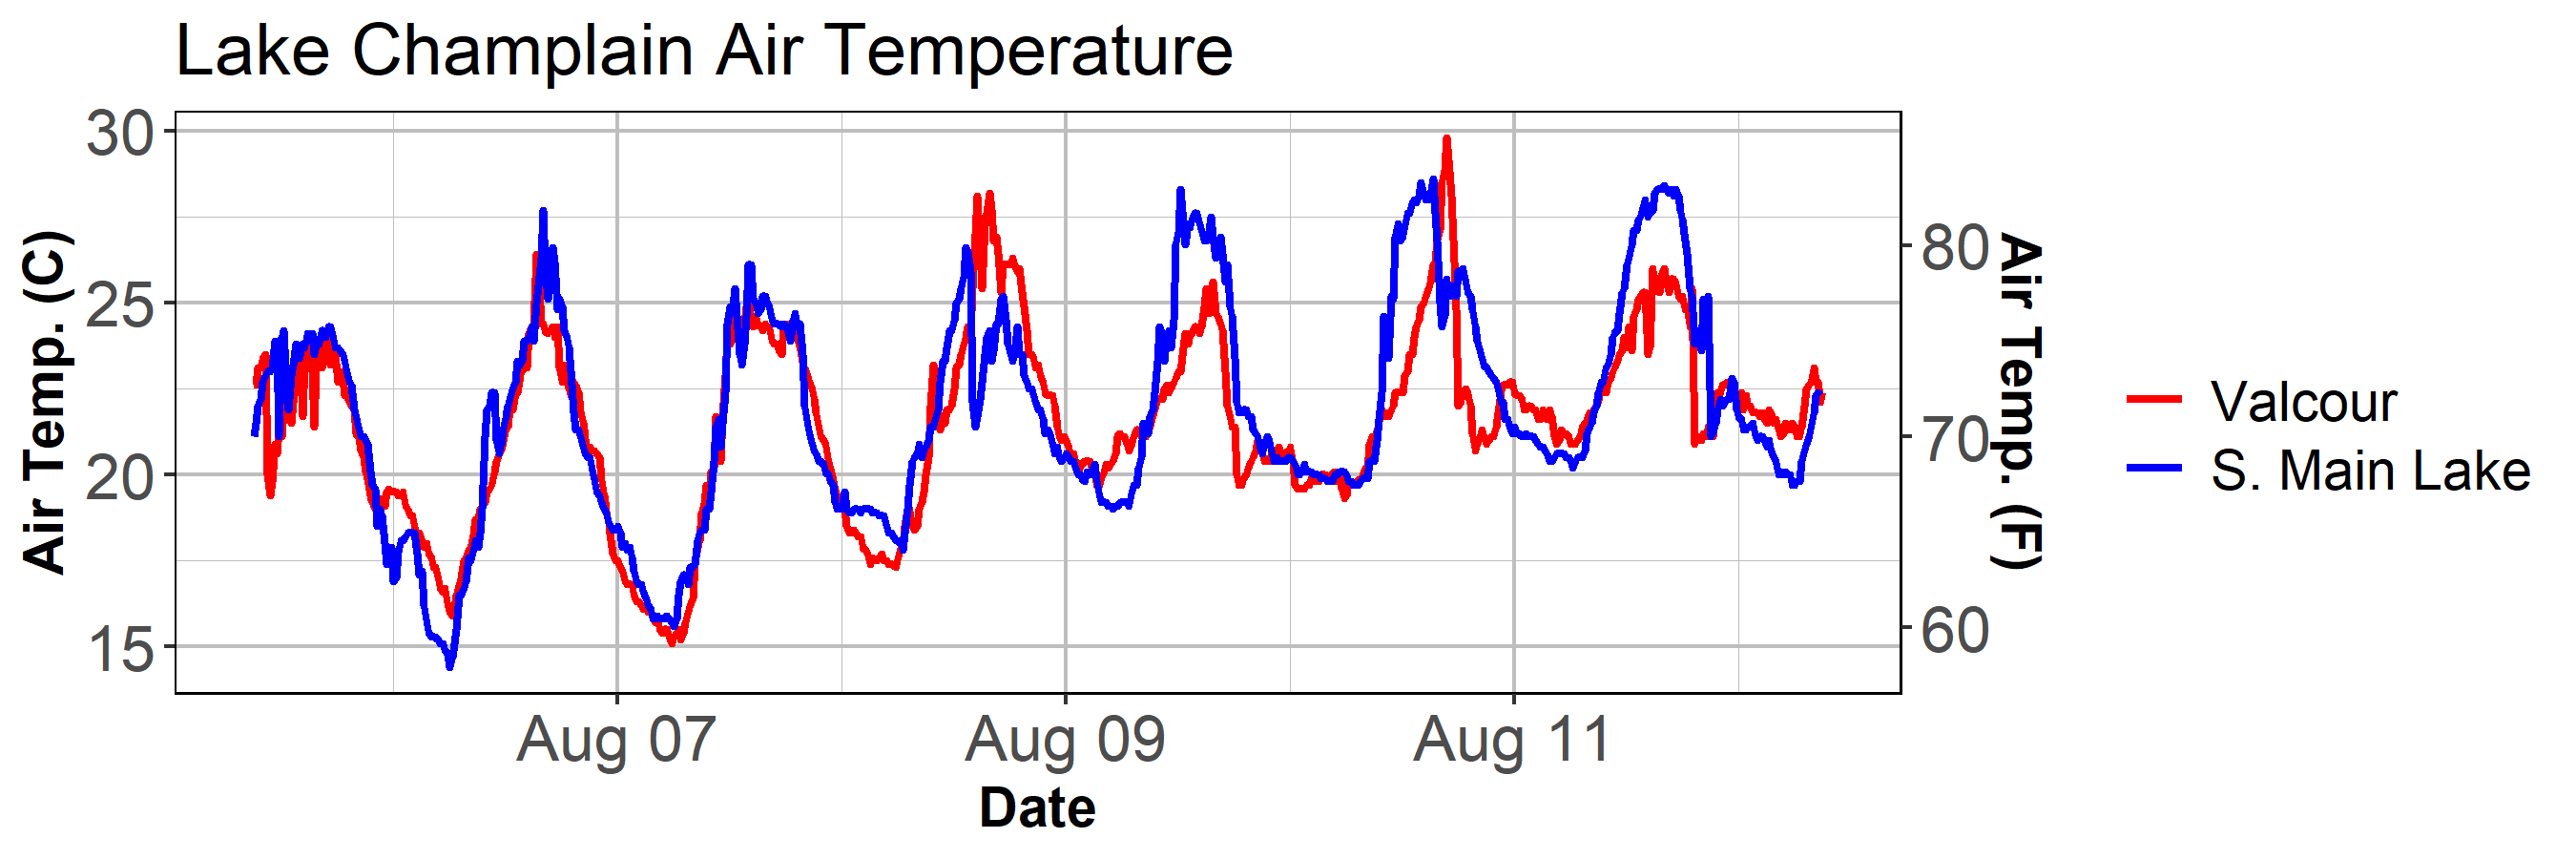 Lake Champlain Air Temperature
Air Temp. (C)
30
25
20
15
80
70
60
Air Temp. (F)
Aug 07
Aug 09
Aug 11
Date
Valcour
S. Main Lake